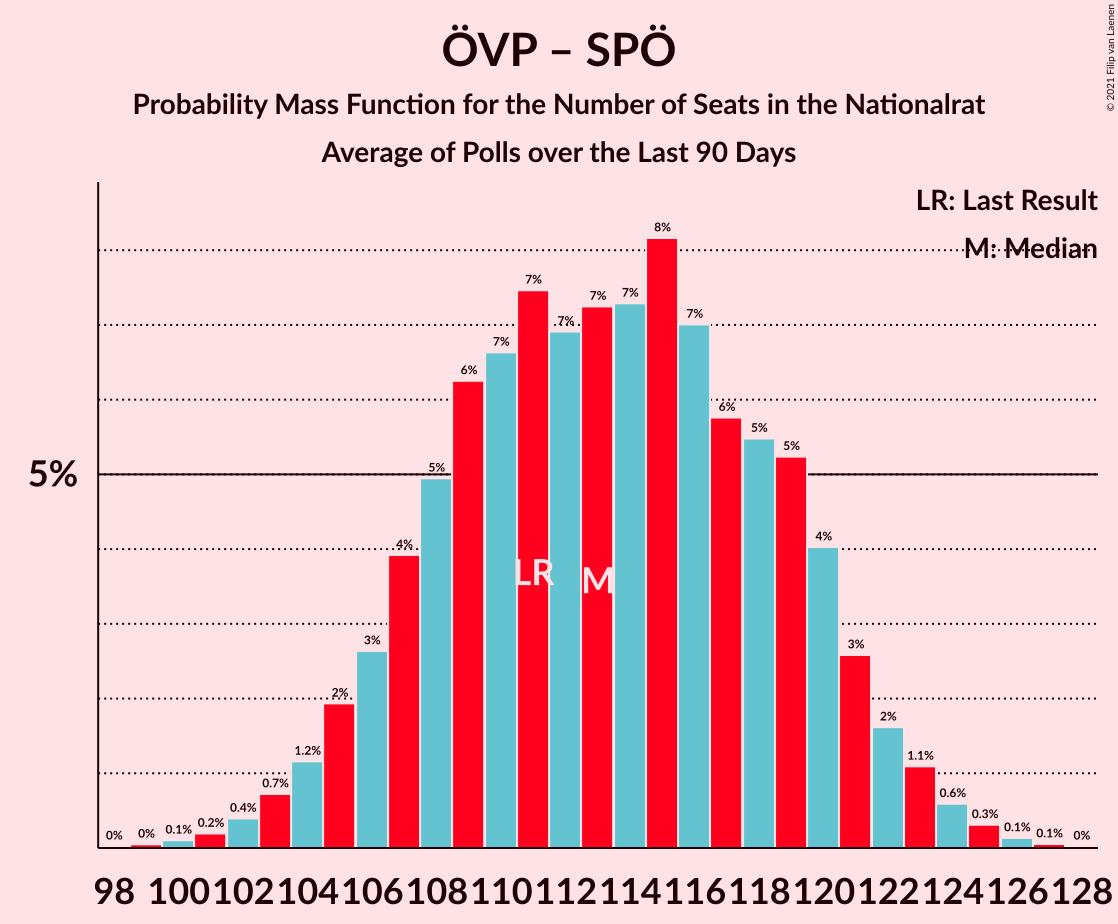 ÖVP – SPÖ
Probability Mass Function for the Number of Seats in the Nationalrat
Average of Polls over the Last 90 Days
© 2021 Filip van Laenen
LR: Last Result
M: Median
5%
0% 0% 0.1% 0.2% 0.4% 0.7% 1.2% 2% 3% 4% 5% 6% 7% 7% 7% 7% 7% 8% 7% 6% 5% 5% 4% 3% 2% 1.1% 0.6% 0.3% 0.1% 0.1% 0%
LR M
98 100 102 104 106 108 110 112 114 116 118 120 122 124 126 128